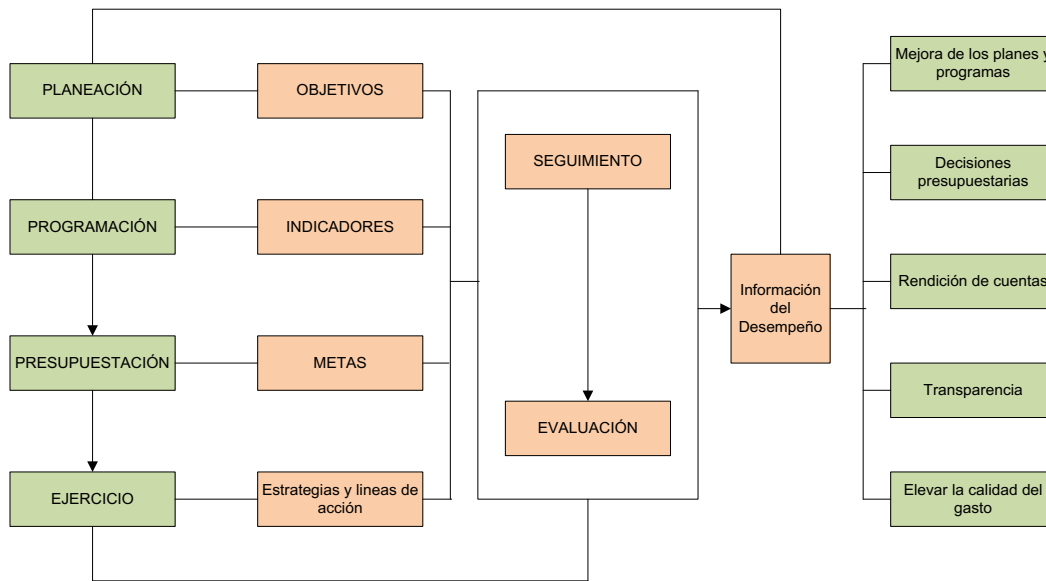 PLANEACIÓN
OBJETIVOS
PROGRAMACIÓN
INDICADORES
PRESUPUESTACIÓN
METAS
EJERCICIO
Estrategias y lineas de
acción
SEGUIMIENTO
EVALUACIÓN
Información
del
Desempeño
Mejora de los planes y
programas
Decisiones
presupuestarias
Rendición de cuentas
Transparencia
Elevar la calidad del
gasto